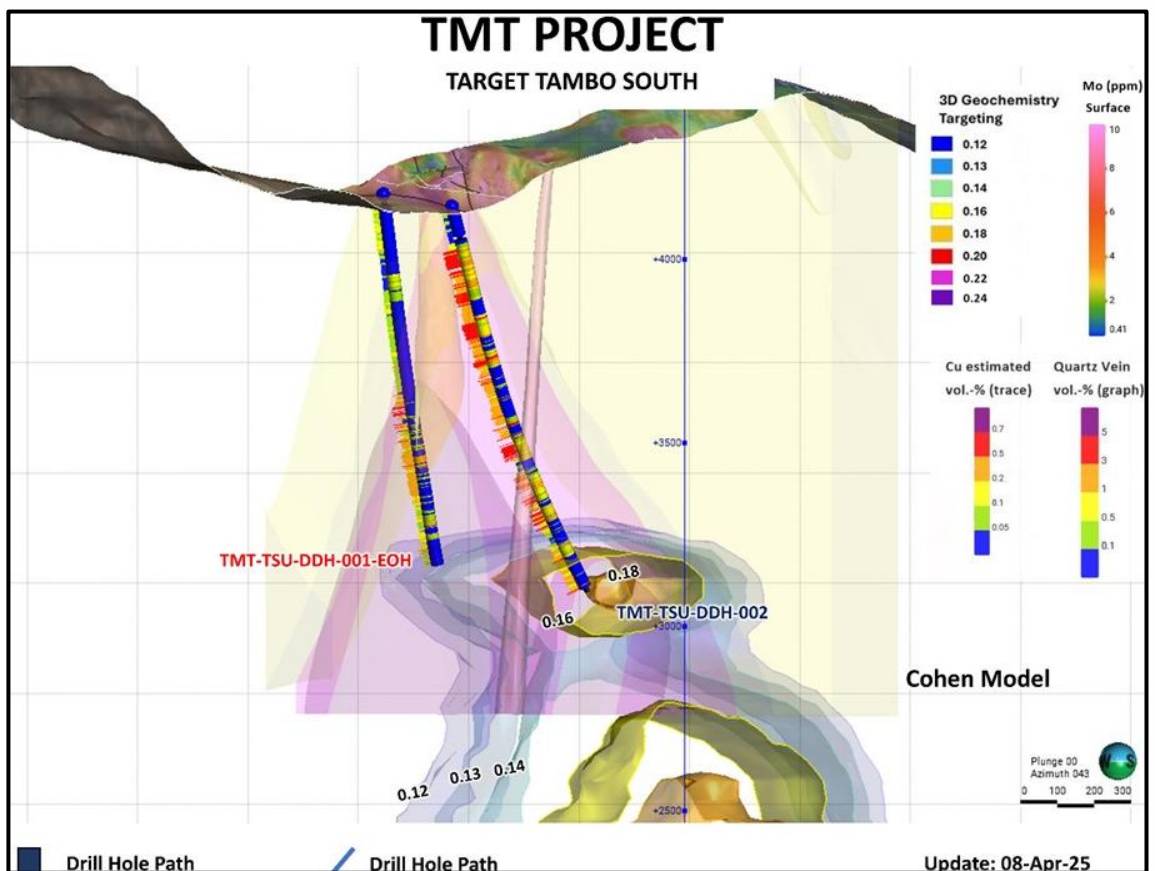 TMT PROJECT
TARGET TAMBO SOUTH
3D Geochemistry
Targeting
0.12
0.13
0.14
0.16
0.18
0.20
0.22
0.24
Mo (ppm)
Surface
10
8
6
4
2
0.41
Cu estimated
vol.-% (trace)
0.7
0.5
0.2
0.1
0.05
Quartz Vein
vol.-% (graph)
5
3
1
0.5
0.1
+4000
+3500
TMT-TSU-DDH-001-EOH
0.18
0.16
TMT-TSU-DDH-002
+3000
Cohen Model
0.12
0.13
0.14
+2500
Plunge 00
Azimuth 043
0 100 200 300
Drill Hole Path
Drill Hole Path
Update: 08-Apr-25